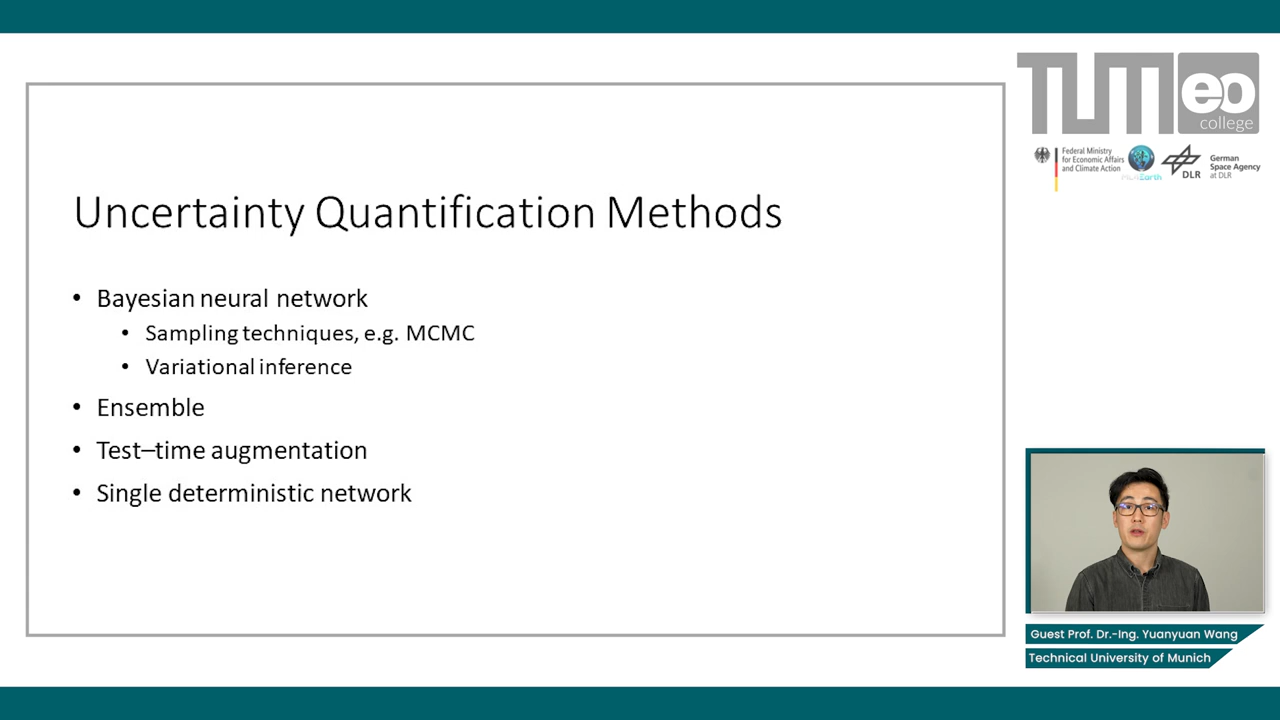 TUM
eo
college
Federal Ministry
for Economic Affairs
and Climate Action
ML4Earth
DLR
German
Space Agency
at DLR
Uncertainty Quantification Methods
• Bayesian neural network
• Sampling techniques, e.g. MCMC
• Variational inference
• Ensemble
• Test–time augmentation
• Single deterministic network
Guest Prof. Dr.-Ing. Yuanyuan Wang
Technical University of Munich